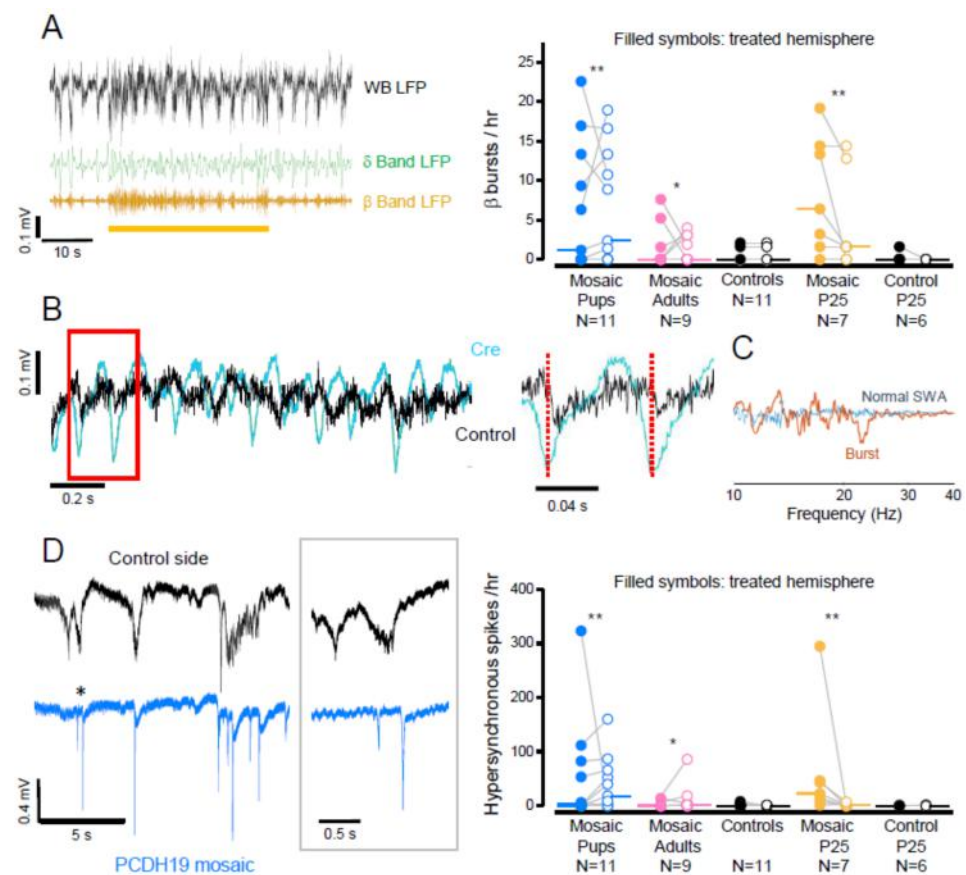 A
WB LFP
δ Band LFP
β Band LFP
0.1 mV
10 s
Filled symbols: treated hemisphere
β bursts / hr
25
20
15
10
5
0
**
*
**
Mosaic Pups N=11
Mosaic Adults N=9
Controls N=11
Mosaic P25 N=7
Control P25 N=6
B
0.1 mV
Cre
Control
0.2 s
0.04 s
C
Normal SWA
Burst
10 20 30 40
Frequency (Hz)
D
Control side
*
0.4 mV
5 s
0.5 s
PCDH19 mosaic
Filled symbols: treated hemisphere
Hypersynchronous spikes/hr
400
300
200
100
0
**
*
**
Mosaic Pups N=11
Mosaic Adults N=9
Controls N=11
Mosaic P25 N=7
Control P25 N=6